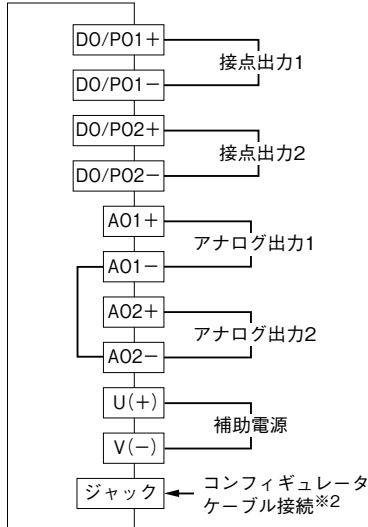 DO/PO1+
接点出力1
DO/PO1−
DO/PO2+
接点出力2
DO/PO2−
AO1+
アナログ出力1
AO1−
AO2+
アナログ出力2
AO2−
U(+)
補助電源
V(−)
ジャック
コンフィギュレータ
ケーブル接続※2